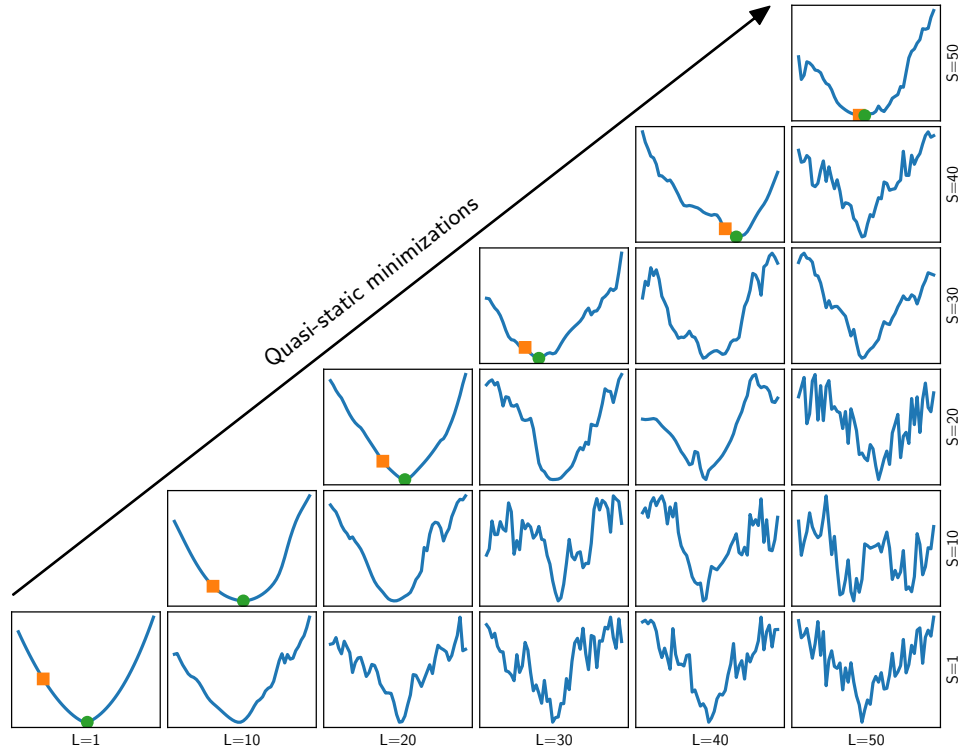 S=50
S=40
Quasi-static minimizations
S=30
S=20
S=10
S=1
L=1
L=10
L=20
L=30
L=40
L=50